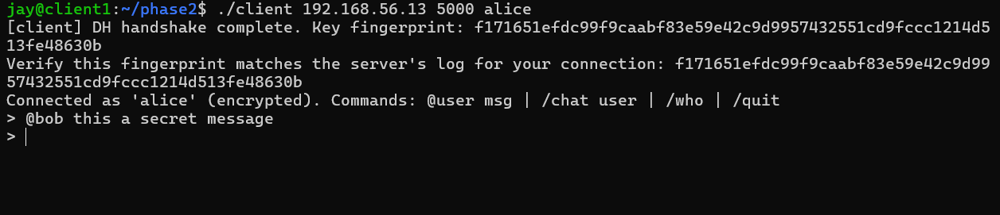 jay@client1:~/phase2$ ./client 192.168.56.13 5000 alice
[client] DH handshake complete. Key fingerprint: f171651efdc99f9caabf83e59e42c9d9957432551cd9fccc1214d5
13fe48630b
Verify this fingerprint matches the server's log for your connection: f171651efdc99f9caabf83e59e42c9d99
57432551cd9fccc1214d513fe48630b
Connected as 'alice' (encrypted). Commands: @user msg | /chat user | /who | /quit
> @bob this a secret message
>